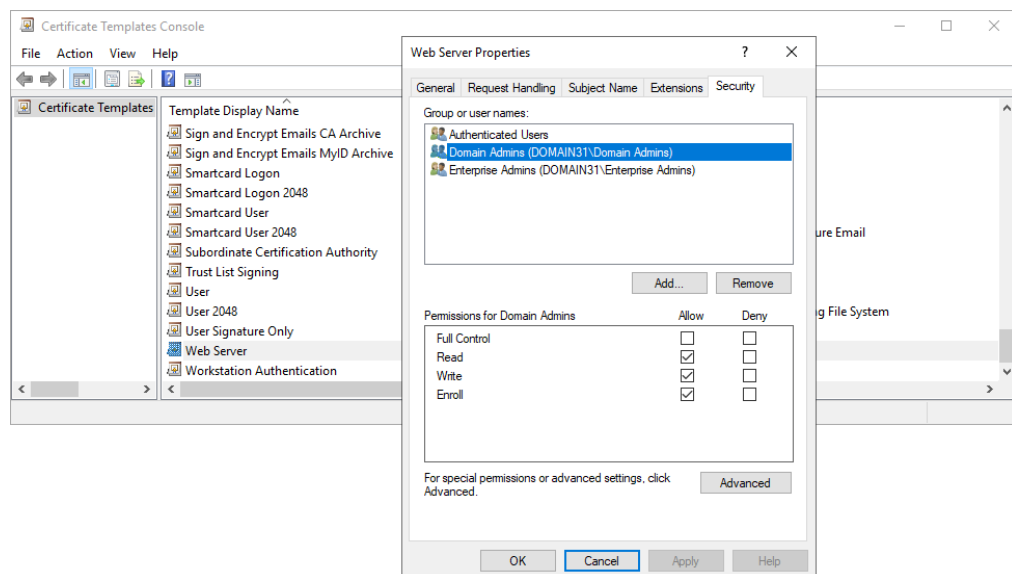 Certificate Templates Console
File Action View Help
Certificate Templates
Template Display Name
Sign and Encrypt Emails CA Archive
Sign and Encrypt Emails MyID Archive
Smartcard Logon
Smartcard Logon 2048
Smartcard User
Smartcard User 2048
Subordinate Certification Authority
Trust List Signing
User
User 2048
User Signature Only
Web Server
Workstation Authentication
ure Email
g File System
Web Server Properties
?
General Request Handling Subject Name Extensions Security
Group or user names:
Authenticated Users
Domain Admins (DOMAIN31\Domain Admins)
Enterprise Admins (DOMAIN31\Enterprise Admins)
Add... Remove
Permissions for Domain Admins Allow Deny
Full Control
Read
Write
Enroll
For special permissions or advanced settings, click
Advanced.
Advanced
OK Cancel Apply Help